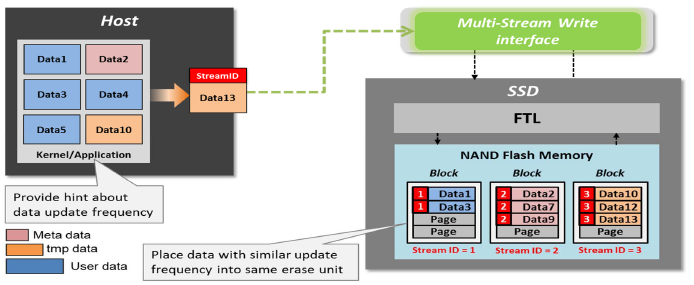 Host
Data1
Data2
Data3
Data4
Data5
Data10
Kernel/Application
StreamID
Data13
Provide hint about
data update frequency
Meta data
tmp data
User data
Multi-Stream Write
interface
SSD
FTL
NAND Flash Memory
Block
Block
Block
1 Data1
1 Data3
Page
Page
Stream ID = 1
2 Data2
2 Data7
2 Data9
Page
Stream ID = 2
3 Data10
3 Data12
3 Data13
Page
Stream ID = 3
Place data with similar update
frequency into same erase unit